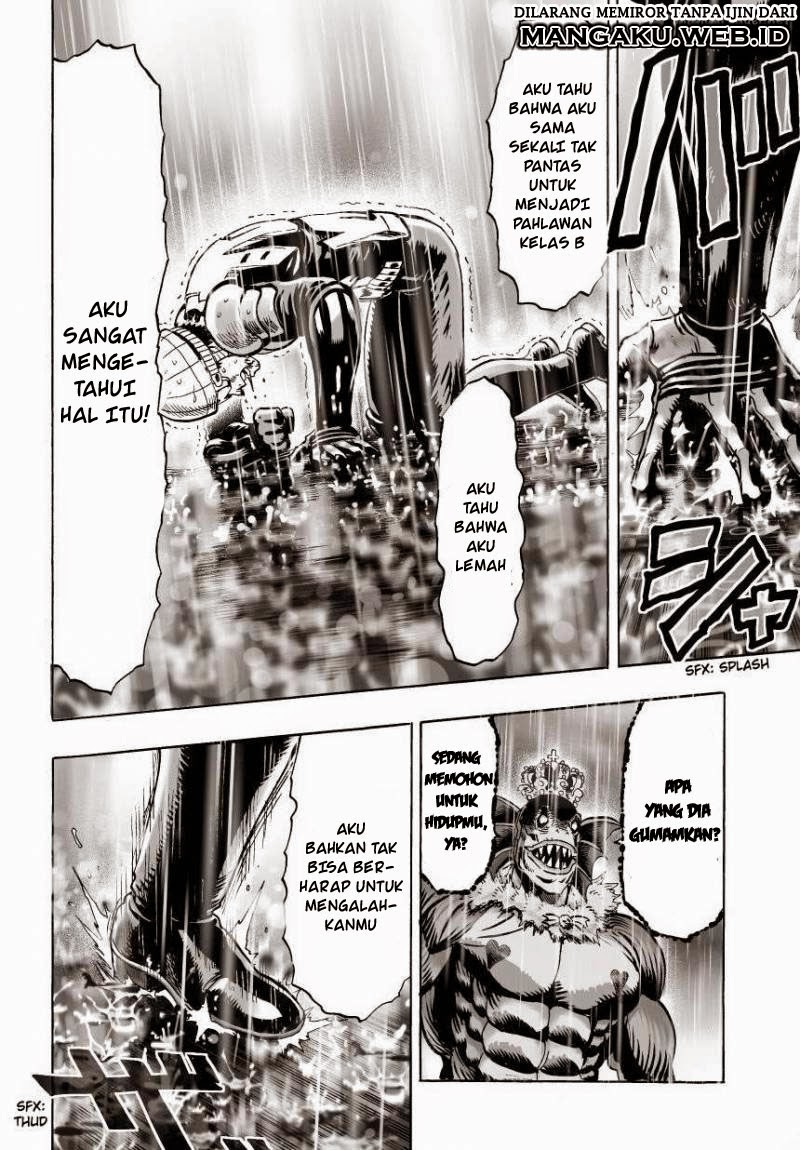 DILARANG MEMIROR TANPA IJIN DARI
MANGAKU.WEB.ID
AKU TAHU
BAHWA AKU
SAMA
SEKALI TAK
PANTAS
UNTUK
MENJADI
PAHLAWAN
KELAS B
SFX: SPLASH
AKU
TAHU
BAHWA
AKU
LEMAH
AKU
SANGAT
MENGE-
TAHUI
HAL ITU!
APA
YANG DIA
GUMAMKAN?
SEDANG
MEMOHON
UNTUK
HIDUPMU,
YA?
AKU
BAHKAN TAK
BISA BER-
HARAP UNTUK
MENGALAH-
KANMU
SFX:
THUD